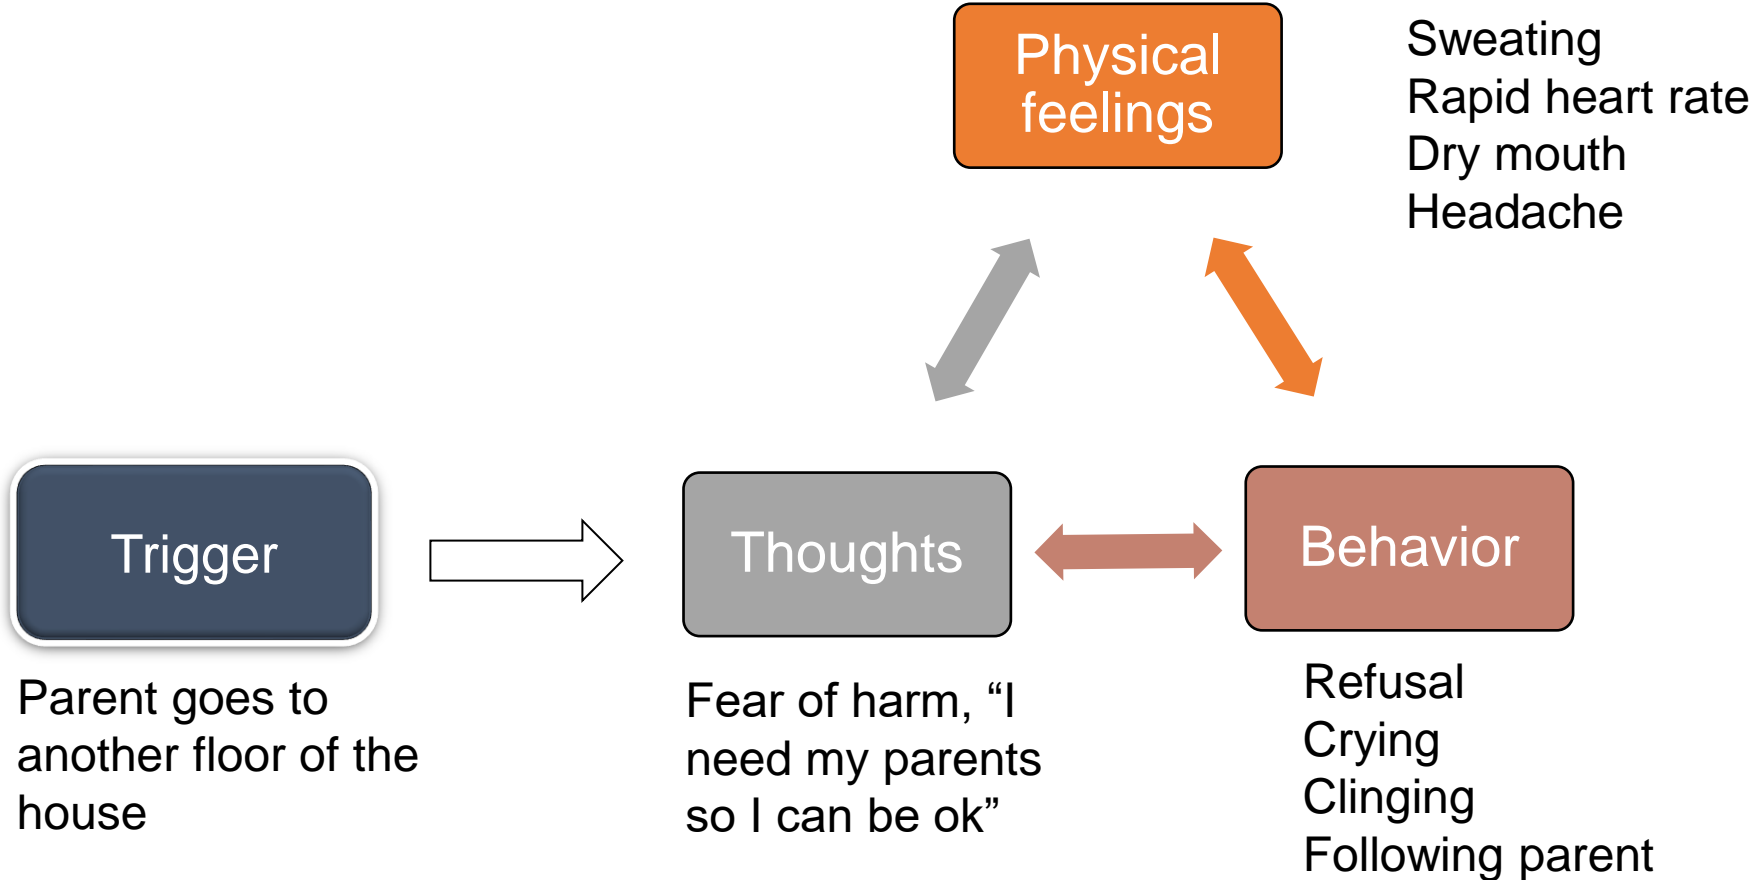 Physical
feelings
Sweating
Rapid heart rate
Dry mouth
Headache
Trigger
Thoughts
Behavior
Parent goes to
another floor of the
house
Fear of harm, “I
need my parents
so I can be ok”
Refusal
Crying
Clinging
Following parent